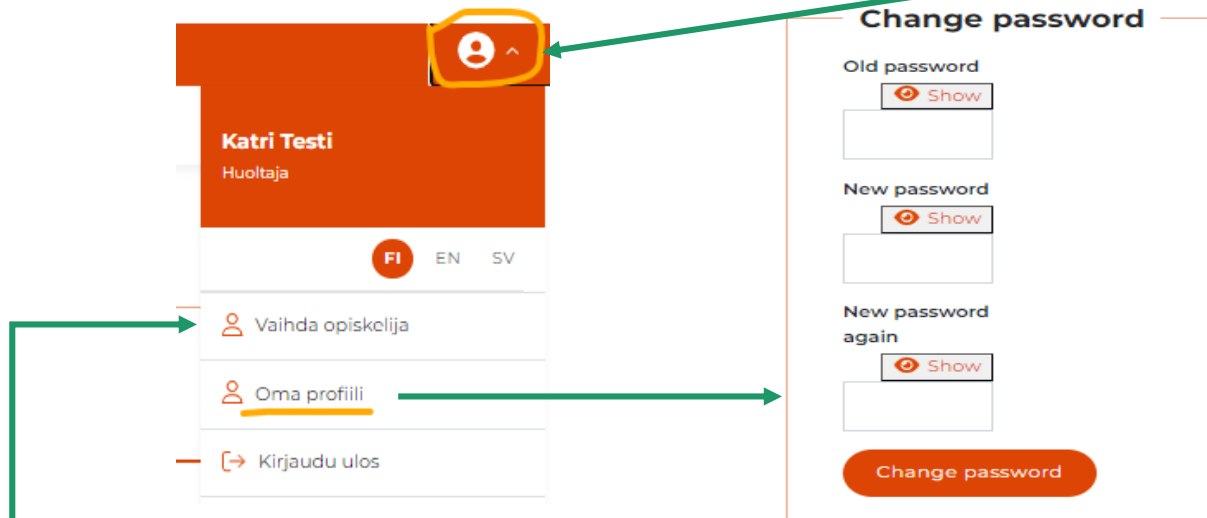 Katri Testi
Huoltaja
FI EN SV
Vaihda opiskelija
Oma profiili
Kirjaudu ulos
Change password
Old password
Show
New password
Show
New password
again
Show
Change password